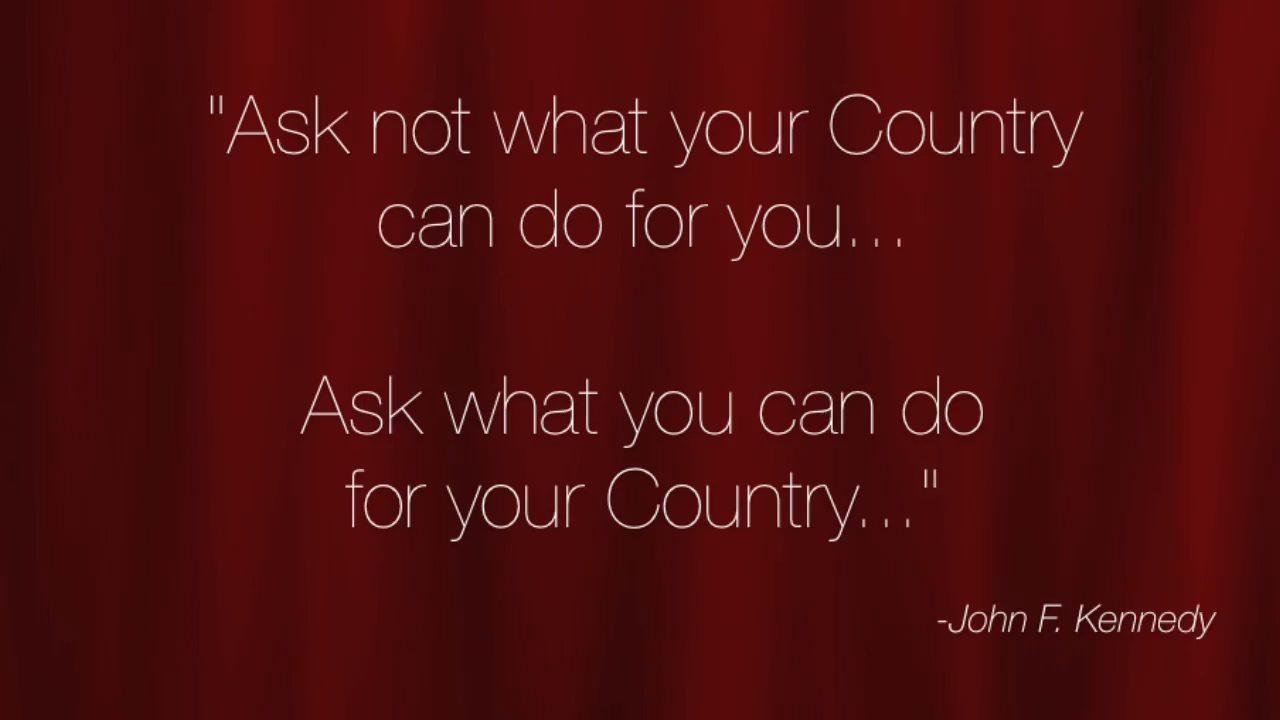 "Ask not what your Country
can do for you...
Ask what you can do
for your Country..."
-John F. Kennedy